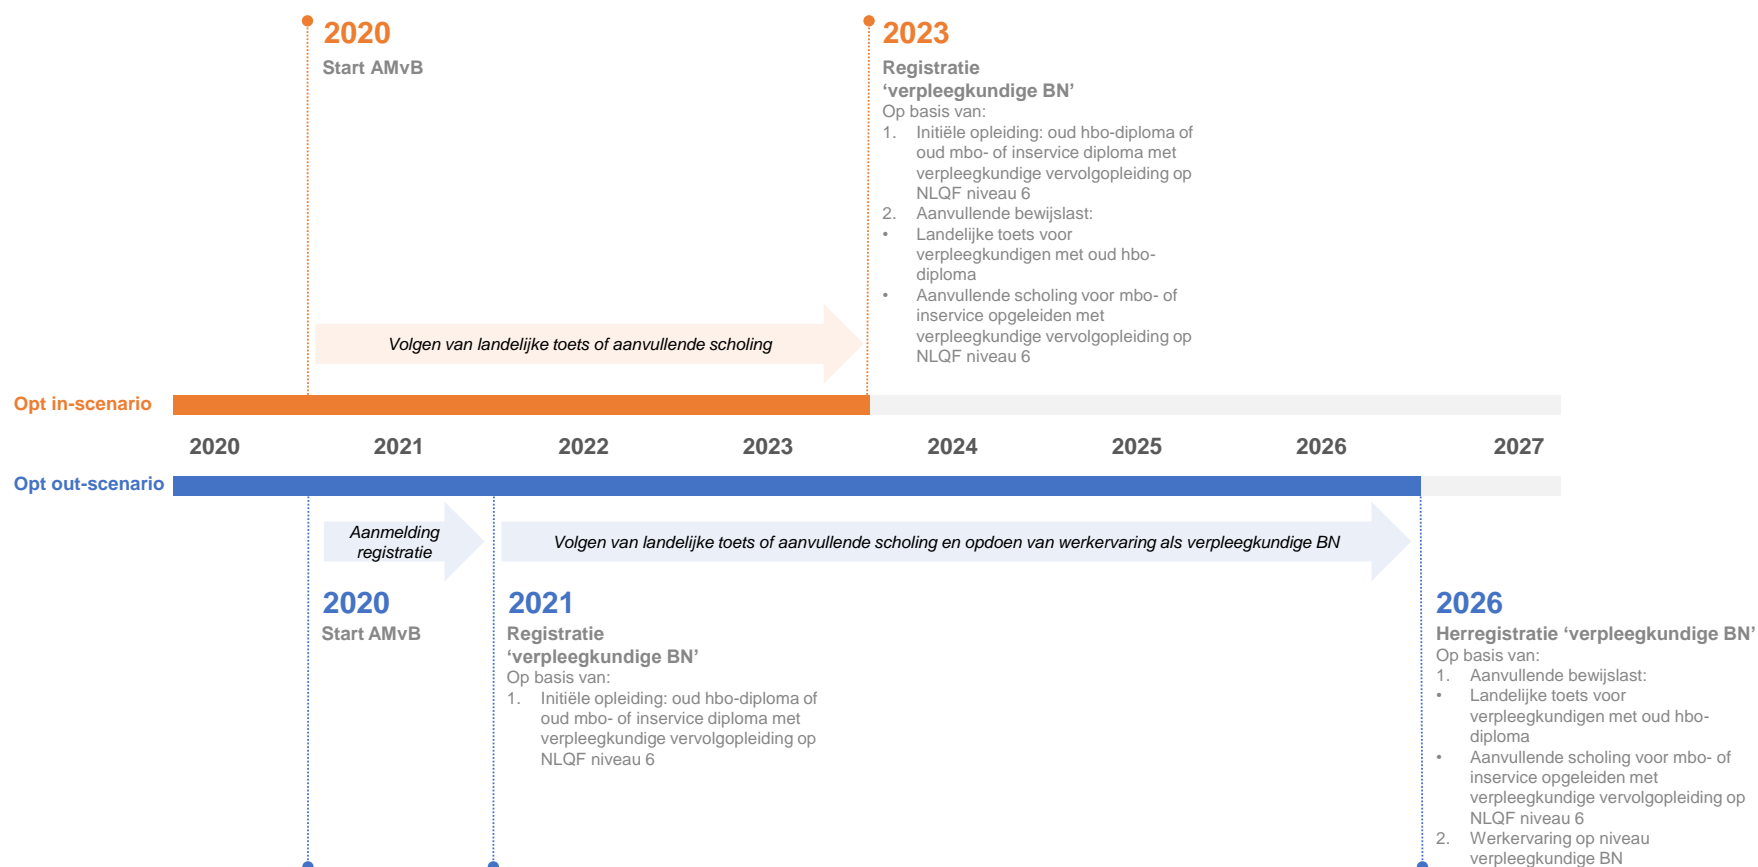 2020
Start AMvB
2023
Registratie
‘verpleegkundige BN’
Op basis van:
1. Initiële opleiding: oud hbo-diploma of
oud mbo- of inservice diploma met
verpleegkundige vervolgopleiding op
NLQF niveau 6
2. Aanvullende bewijslast:
• Landelijke toets voor
verpleegkundigen met oud hbo-
diploma
• Aanvullende scholing voor mbo- of
inservice opgeleiden met
verpleegkundige vervolgopleiding op
NLQF niveau 6
Volgen van landelijke toets of aanvullende scholing
Opt in-scenario
2020 2021 2022 2023 2024 2025 2026 2027
Opt out-scenario
Aanmelding
registratie
Volgen van landelijke toets of aanvullende scholing en opdoen van werkervaring als verpleegkundige BN
2020
Start AMvB
2021
Registratie
‘verpleegkundige BN’
Op basis van:
1. Initiële opleiding: oud hbo-diploma of
oud mbo- of inservice diploma met
verpleegkundige vervolgopleiding op
NLQF niveau 6
2026
Herregistratie ‘verpleegkundige BN’
Op basis van:
1. Aanvullende bewijslast:
• Landelijke toets voor
verpleegkundigen met oud hbo-
diploma
• Aanvullende scholing voor mbo- of
inservice opgeleiden met
verpleegkundige vervolgopleiding op
NLQF niveau 6
2. Werkervaring op niveau
verpleegkundige BN